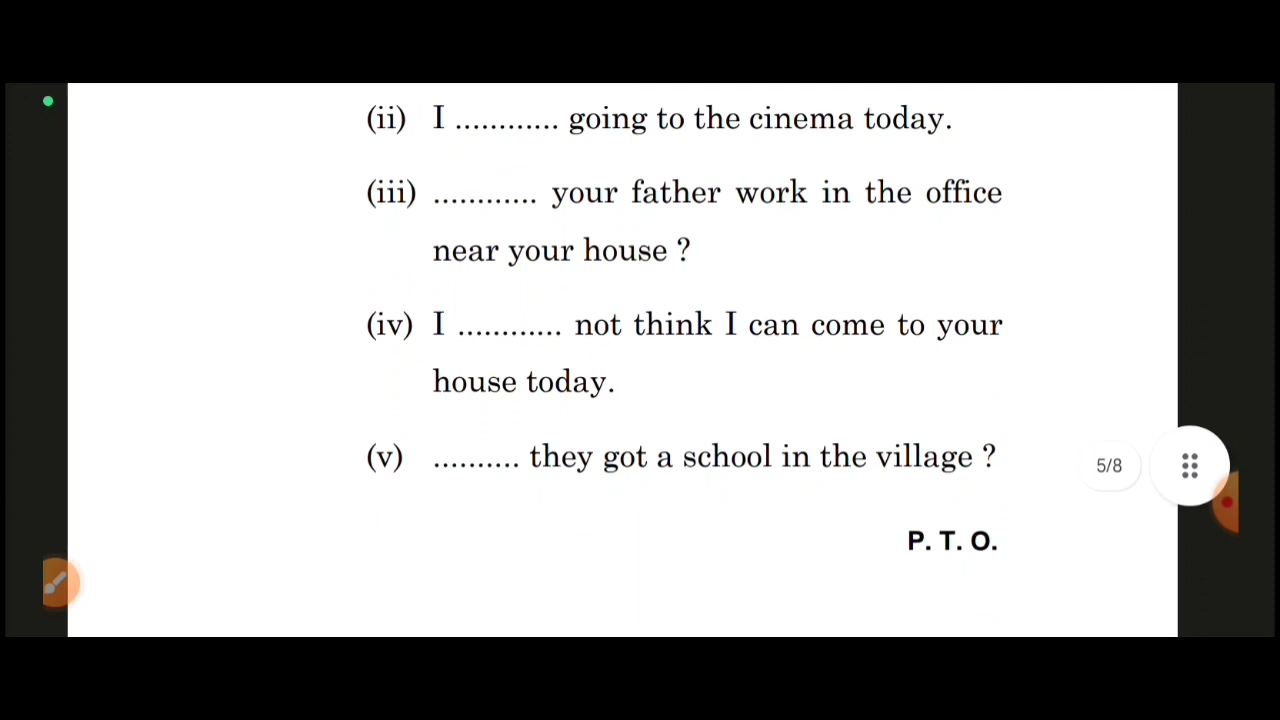 (ii) I ............ going to the cinema today.
(iii) ............ your father work in the office
near your house ?
(iv) I ............ not think I can come to your
house today.
(v) .......... they got a school in the village ?
5/8
P. T. O.